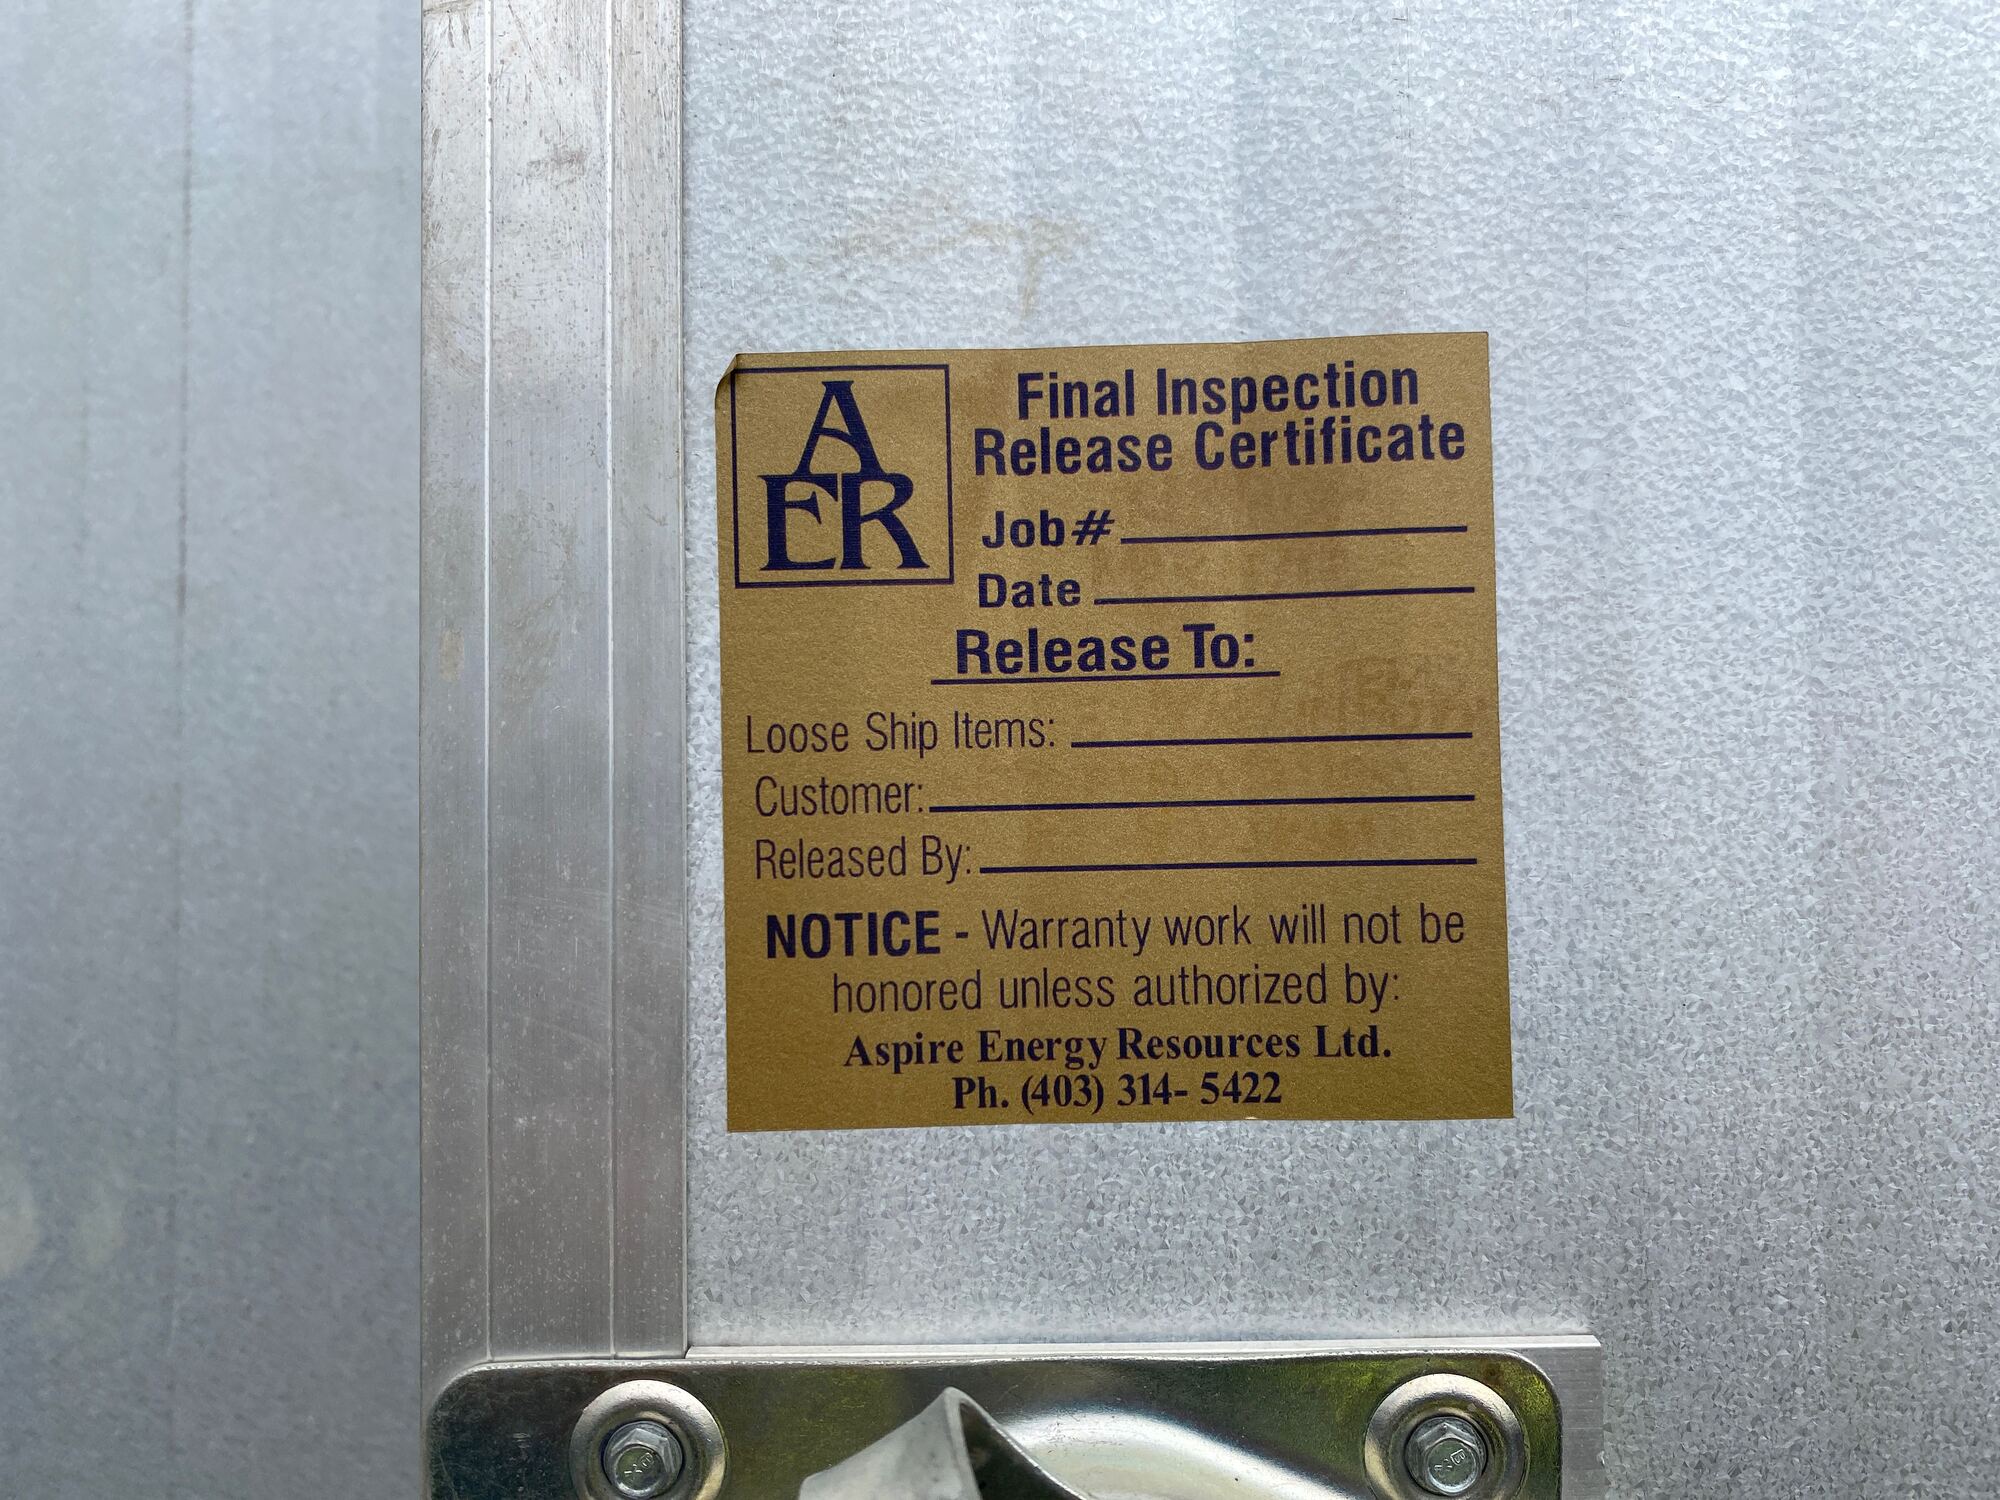 A
ER
Final Inspection
Release Certificate
Job #
Date
Release To:
Loose Ship Items:
Customer:
Released By:
NOTICE - Warranty work will not be
honored unless authorized by:
Aspire Energy Resources Ltd.
Ph. (403) 314- 5422